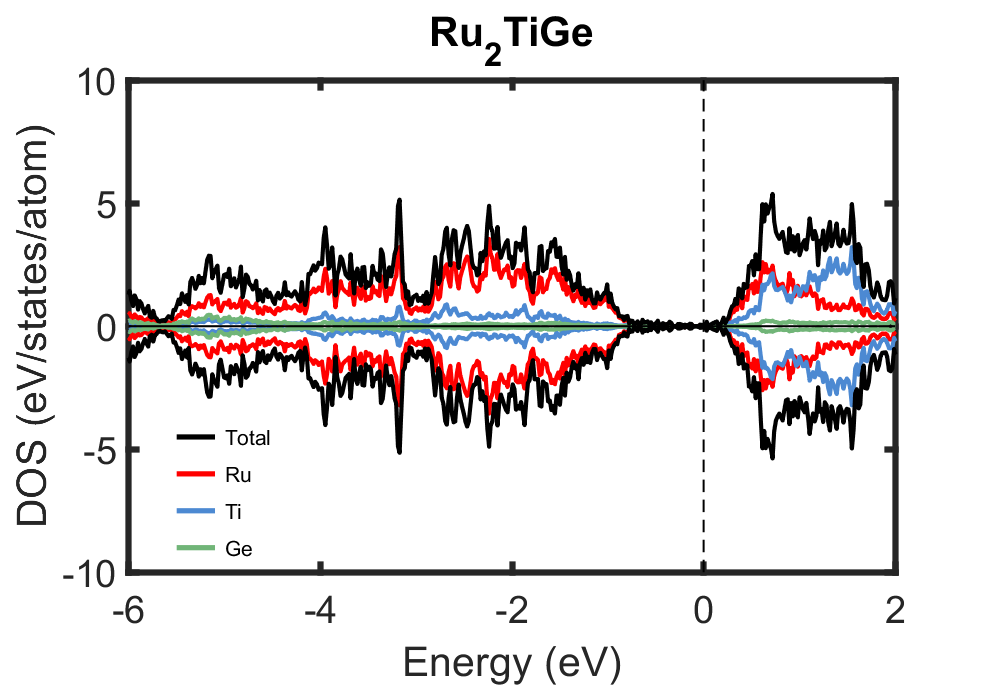 Ru₂TiGe
10
5
0
-5
-10
DOS (eV/states/atom)
Total
Ru
Ti
Ge
-6
-4
-2
0
2
Energy (eV)